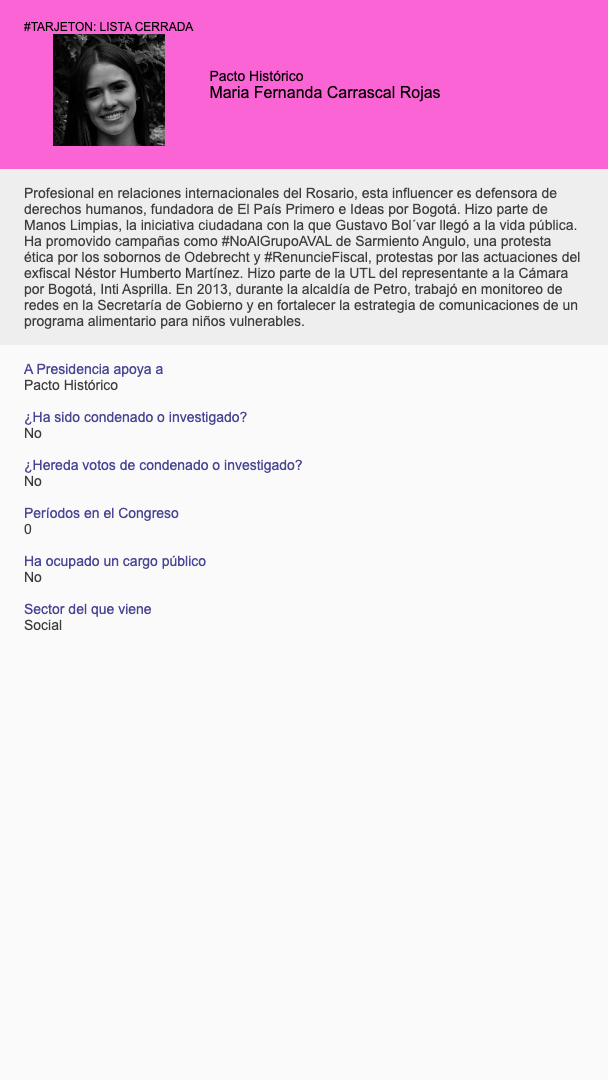 #TARJETON: LISTA CERRADA
Pacto Histórico
Maria Fernanda Carrascal Rojas
Profesional en relaciones internacionales del Rosario, esta influencer es defensora de
derechos humanos, fundadora de El País Primero e Ideas por Bogotá. Hizo parte de
Manos Limpias, la iniciativa ciudadana con la que Gustavo Bol´var llegó a la vida pública.
Ha promovido campañas como #NoAlGrupoAVAL de Sarmiento Angulo, una protesta
ética por los sobornos de Odebrecht y #RenuncieFiscal, protestas por las actuaciones del
exfiscal Néstor Humberto Martínez. Hizo parte de la UTL del representante a la Cámara
por Bogotá, Inti Asprilla. En 2013, durante la alcaldía de Petro, trabajó en monitoreo de
redes en la Secretaría de Gobierno y en fortalecer la estrategia de comunicaciones de un
programa alimentario para niños vulnerables.
A Presidencia apoya a
Pacto Histórico
¿Ha sido condenado o investigado?
No
¿Hereda votos de condenado o investigado?
No
Períodos en el Congreso
0
Ha ocupado un cargo público
No
Sector del que viene
Social